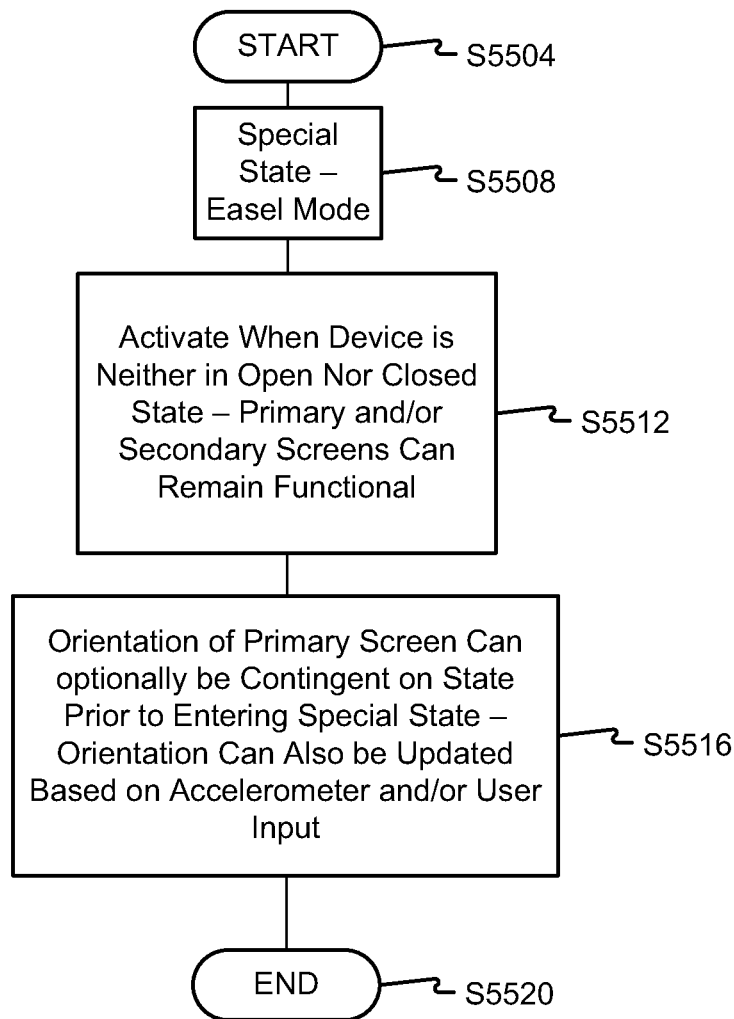 START
S5504
Special
State –
Easel Mode
S5508
Activate When Device is
Neither in Open Nor Closed
State – Primary and/or
Secondary Screens Can
Remain Functional
S5512
Orientation of Primary Screen Can
optionally be Contingent on State
Prior to Entering Special State –
Orientation Can Also be Updated
Based on Accelerometer and/or User
Input
S5516
END
S5520